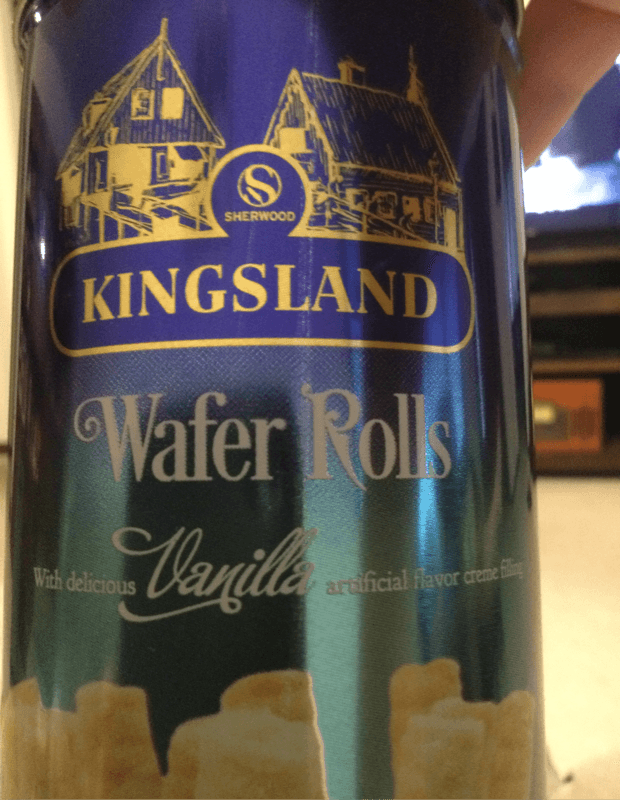 S
SHERWOOD
KINGSLAND
Wafer Rolls
With delicious Vanilla artificial flavor creme filling